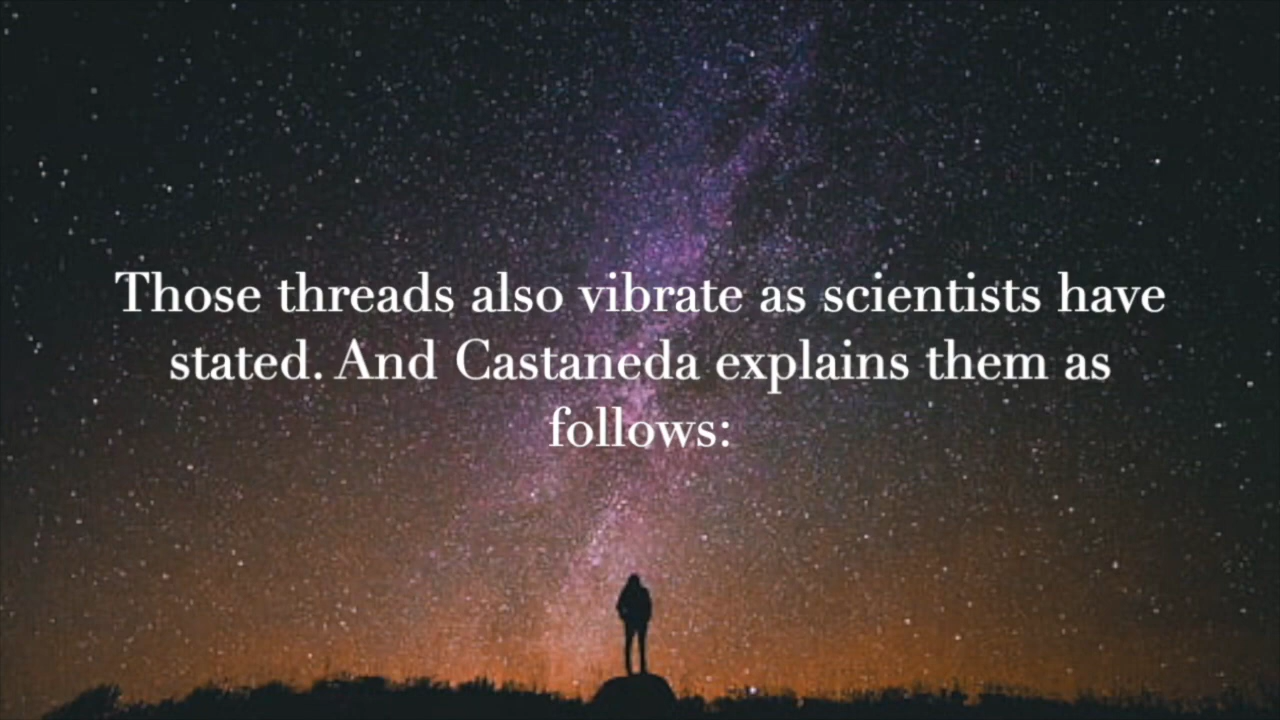 Those threads also vibrate as scientists have
stated. And Castaneda explains them as
follows: